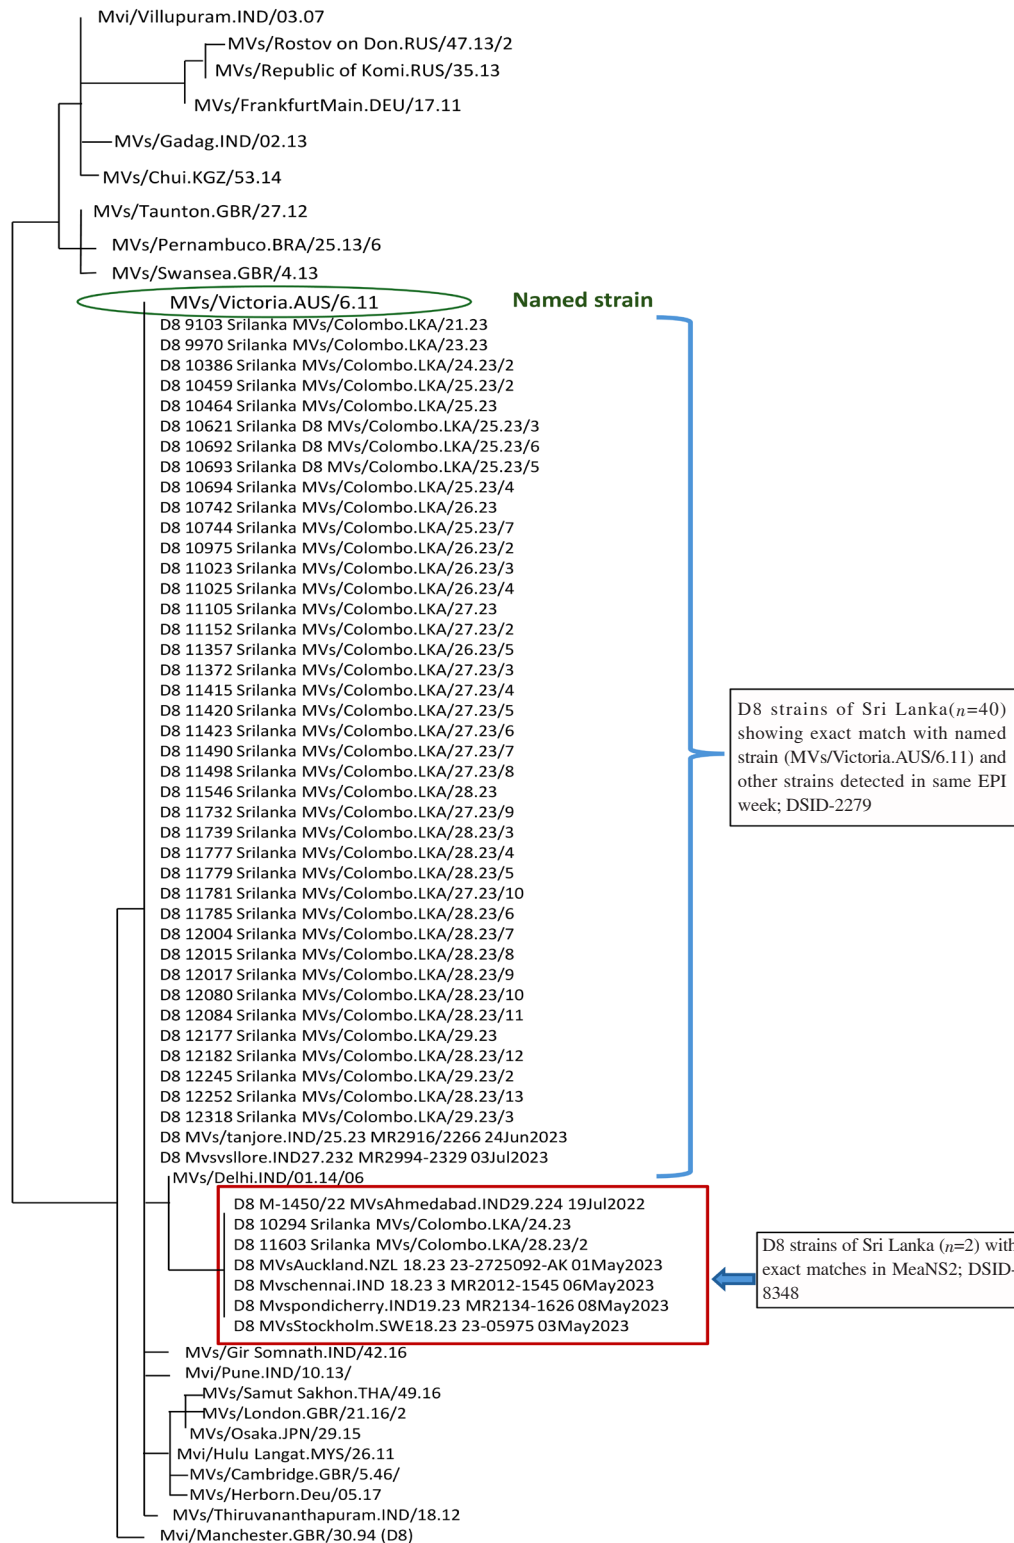 Mvi/Villupuram.IND/03.07
MVs/Rostov on Don.RUS/47.13/2
MVs/Republic of Komi.RUS/35.13
MVs/FrankfurtMain.DEU/17.11
MVs/Gadag.IND/02.13
MVs/Chui.KGZ/53.14
MVs/Taunton.GBR/27.12
MVs/Pernambuco.BRA/25.13/6
MVs/Swansea.GBR/4.13
MVs/Victoria.AUS/6.11
Named strain
D8 9103 Srilanka MVs/Colombo.LKA/21.23
D8 9970 Srilanka MVs/Colombo.LKA/23.23
D8 10386 Srilanka MVs/Colombo.LKA/24.23/2
D8 10459 Srilanka MVs/Colombo.LKA/25.23/2
D8 10464 Srilanka MVs/Colombo.LKA/25.23
D8 10621 Srilanka D8 MVs/Colombo.LKA/25.23/3
D8 10692 Srilanka D8 MVs/Colombo.LKA/25.23/6
D8 10693 Srilanka D8 MVs/Colombo.LKA/25.23/5
D8 10694 Srilanka MVs/Colombo.LKA/25.23/4
D8 10742 Srilanka MVs/Colombo.LKA/26.23
D8 10744 Srilanka MVs/Colombo.LKA/25.23/7
D8 10975 Srilanka MVs/Colombo.LKA/26.23/2
D8 11023 Srilanka MVs/Colombo.LKA/26.23/3
D8 11025 Srilanka MVs/Colombo.LKA/26.23/4
D8 11105 Srilanka MVs/Colombo.LKA/27.23
D8 11152 Srilanka MVs/Colombo.LKA/27.23/2
D8 11357 Srilanka MVs/Colombo.LKA/26.23/5
D8 11372 Srilanka MVs/Colombo.LKA/27.23/3
D8 11415 Srilanka MVs/Colombo.LKA/27.23/4
D8 11420 Srilanka MVs/Colombo.LKA/27.23/5
D8 11423 Srilanka MVs/Colombo.LKA/27.23/6
D8 11490 Srilanka MVs/Colombo.LKA/27.23/7
D8 11498 Srilanka MVs/Colombo.LKA/27.23/8
D8 11546 Srilanka MVs/Colombo.LKA/28.23
D8 11732 Srilanka MVs/Colombo.LKA/27.23/9
D8 11739 Srilanka MVs/Colombo.LKA/28.23/3
D8 11777 Srilanka MVs/Colombo.LKA/28.23/4
D8 11779 Srilanka MVs/Colombo.LKA/28.23/5
D8 11781 Srilanka MVs/Colombo.LKA/27.23/10
D8 11785 Srilanka MVs/Colombo.LKA/28.23/6
D8 12004 Srilanka MVs/Colombo.LKA/28.23/7
D8 12015 Srilanka MVs/Colombo.LKA/28.23/8
D8 12017 Srilanka MVs/Colombo.LKA/28.23/9
D8 12080 Srilanka MVs/Colombo.LKA/28.23/10
D8 12084 Srilanka MVs/Colombo.LKA/28.23/11
D8 12177 Srilanka MVs/Colombo.LKA/29.23
D8 12182 Srilanka MVs/Colombo.LKA/28.23/12
D8 12245 Srilanka MVs/Colombo.LKA/29.23/2
D8 12252 Srilanka MVs/Colombo.LKA/28.23/13
D8 12318 Srilanka MVs/Colombo.LKA/29.23/3
D8 MVs/tanjore.IND/25.23 MR2916/2266 24Jun2023
D8 Mvsvsllore.IND27.232 MR2994-2329 03Jul2023
MVs/Delhi.IND/01.14/06
D8 strains of Sri Lanka(n=40)
showing exact match with named
strain (MVs/Victoria.AUS/6.11) and
other strains detected in same EPI
week; DSID-2279
D8 M-1450/22 MVsAhmedabad.IND29.224 19Jul2022
D8 10294 Srilanka MVs/Colombo.LKA/24.23
D8 11603 Srilanka MVs/Colombo.LKA/28.23/2
D8 MVsAuckland.NZL 18.23 23-2725092-AK 01May2023
D8 Mvschennai.IND 18.23 3 MR2012-1545 06May2023
D8 Mvspondicherry.IND19.23 MR2134-1626 08May2023
D8 MVsStockholm.SWE18.23 23-05975 03May2023
D8 strains of Sri Lanka (n=2) with
exact matches in MeaNS2; DSID-
8348
MVs/Gir Somnath.IND/42.16
Mvi/Pune.IND/10.13/
MVs/Samut Sakhon.THA/49.16
MVs/London.GBR/21.16/2
MVs/Osaka.JPN/29.15
Mvi/Hulu Langat.MYS/26.11
MVs/Cambridge.GBR/5.46/
MVs/Herborn.Deu/05.17
MVs/Thiruvananthapuram.IND/18.12
Mvi/Manchester.GBR/30.94 (D8)